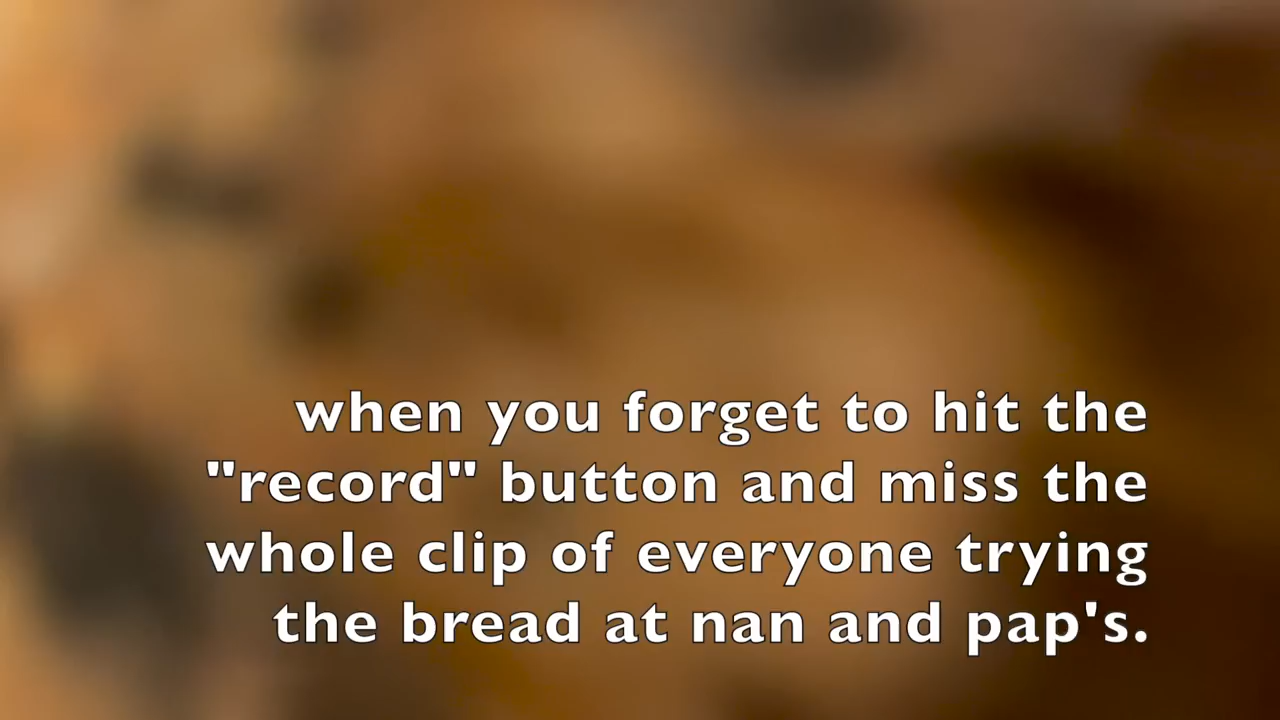 when you forget to hit the
"record" button and miss the
whole clip of everyone trying
the bread at nan and pap's.